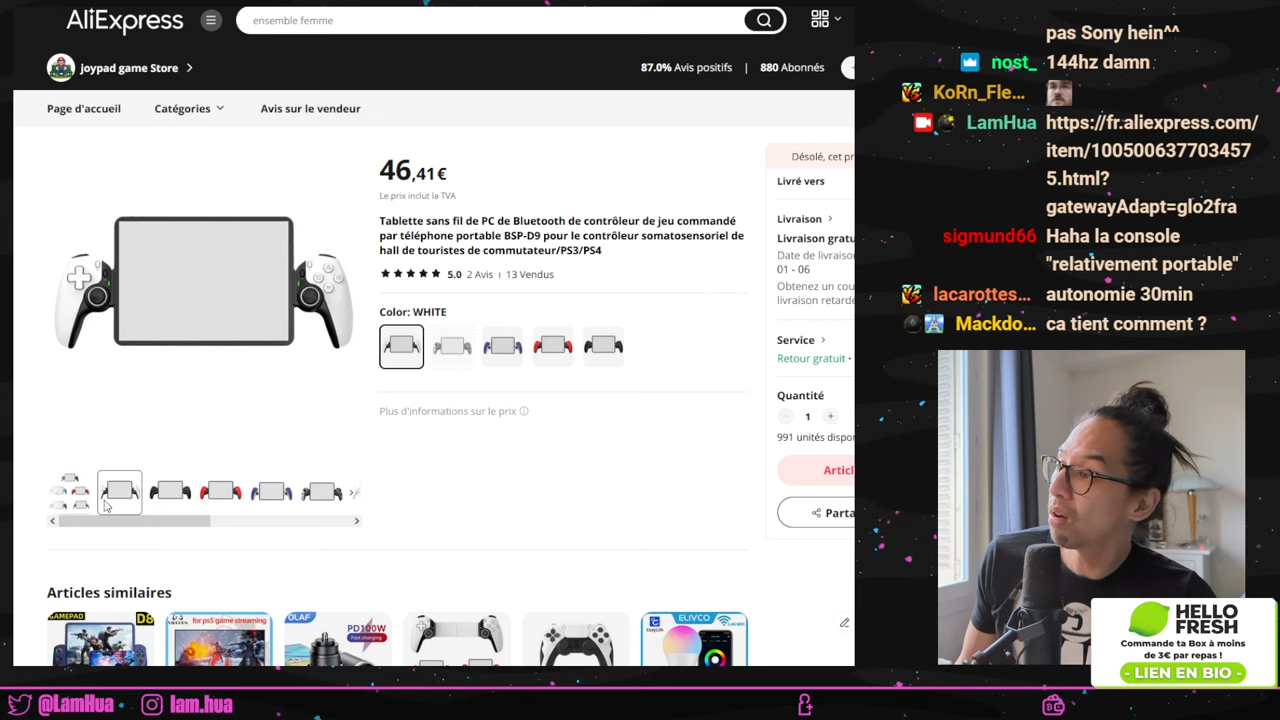 AliExpress
ensemble femme
joypad game Store
87.0% Avis positifs | 880 Abonnés
Page d'accueil
Catégories
Avis sur le vendeur
46,41€
Le prix inclut la TVA
Tablette sans fil de PC de Bluetooth de contrôleur de jeu commandé
par téléphone portable BSP-D9 pour le contrôleur somatosensoriel de
hall de touristes de commutateur/PS3/PS4
5.0 2 Avis 13 Vendus
Color: WHITE
Plus d'informations sur le prix
Désolé, cet pr
Livré vers
Livraison
Livraison gratu
Date de livraiso
01 - 06
Obtenez un cou
livraison retardé
Service
Retour gratuit •
Quantité
1
991 unités dispor
Articl
Parta
Articles similaires
GAMEPAD D8
for ps5 game streaming
OLAF
PD100W
Fast charging
ELIVCO
pas Sony hein^^
nost_ 144hz damn
KoRn_Fle...
LamHua https://fr.aliexpress.com/
item/100500637703457
5.html?
gatewayAdapt=glo2fra
sigmund66 Haha la console
"relativement portable"
lacarottes... autonomie 30min
Mackdo... ca tient comment ?
HELLO
FRESH
Commande ta Box à moins
de 3€ par repas !
- LIEN EN BIO -
@LamHua
lam.hua